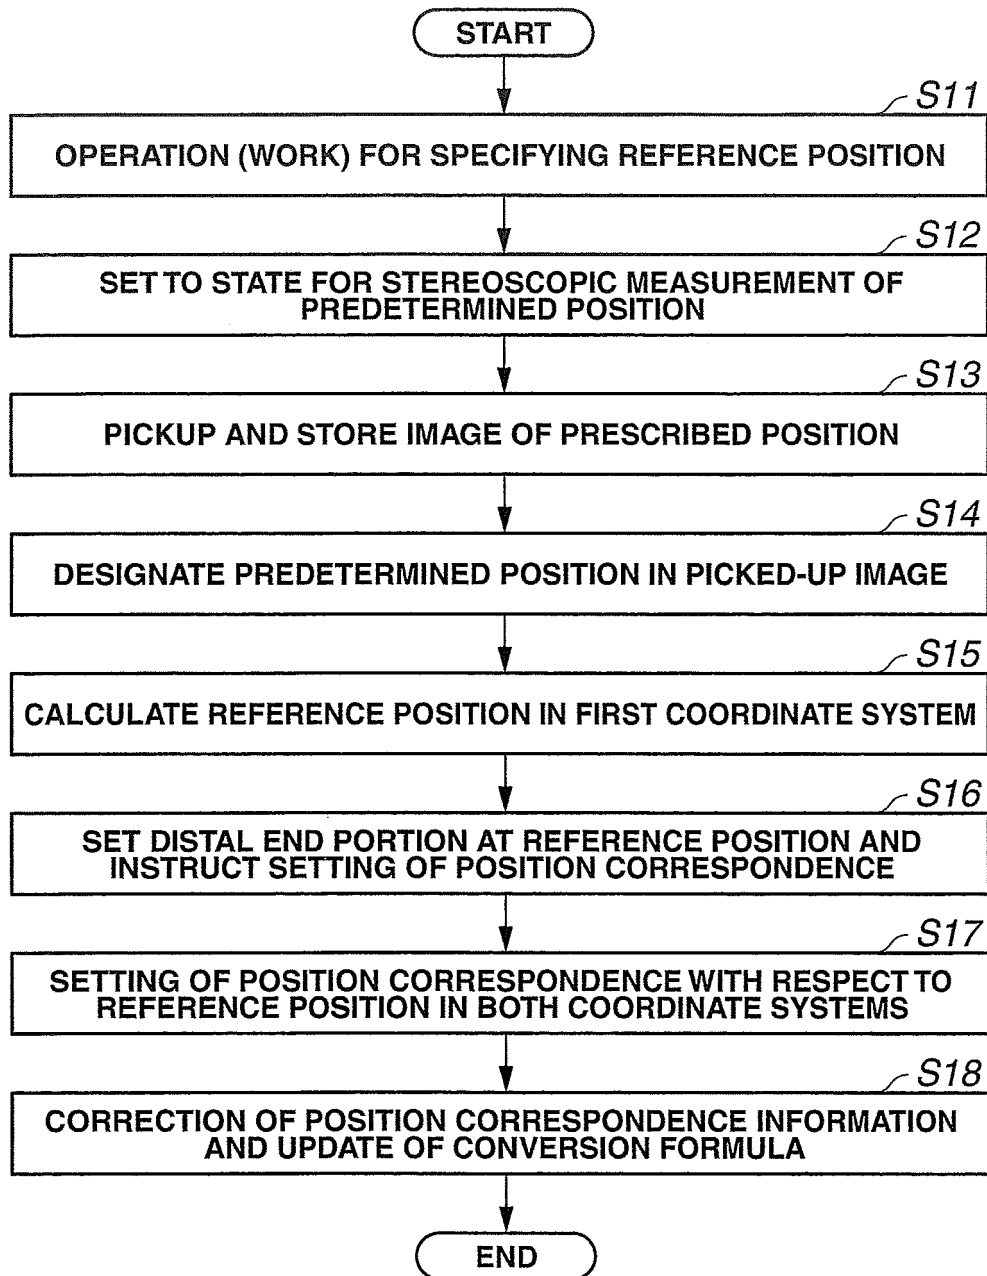 START
S11
OPERATION (WORK) FOR SPECIFYING REFERENCE POSITION
S12
SET TO STATE FOR STEREOSCOPIC MEASUREMENT OF
PREDETERMINED POSITION
S13
PICKUP AND STORE IMAGE OF PRESCRIBED POSITION
S14
DESIGNATE PREDETERMINED POSITION IN PICKED-UP IMAGE
S15
CALCULATE REFERENCE POSITION IN FIRST COORDINATE SYSTEM
S16
SET DISTAL END PORTION AT REFERENCE POSITION AND
INSTRUCT SETTING OF POSITION CORRESPONDENCE
S17
SETTING OF POSITION CORRESPONDENCE WITH RESPECT TO
REFERENCE POSITION IN BOTH COORDINATE SYSTEMS
S18
CORRECTION OF POSITION CORRESPONDENCE INFORMATION
AND UPDATE OF CONVERSION FORMULA
END